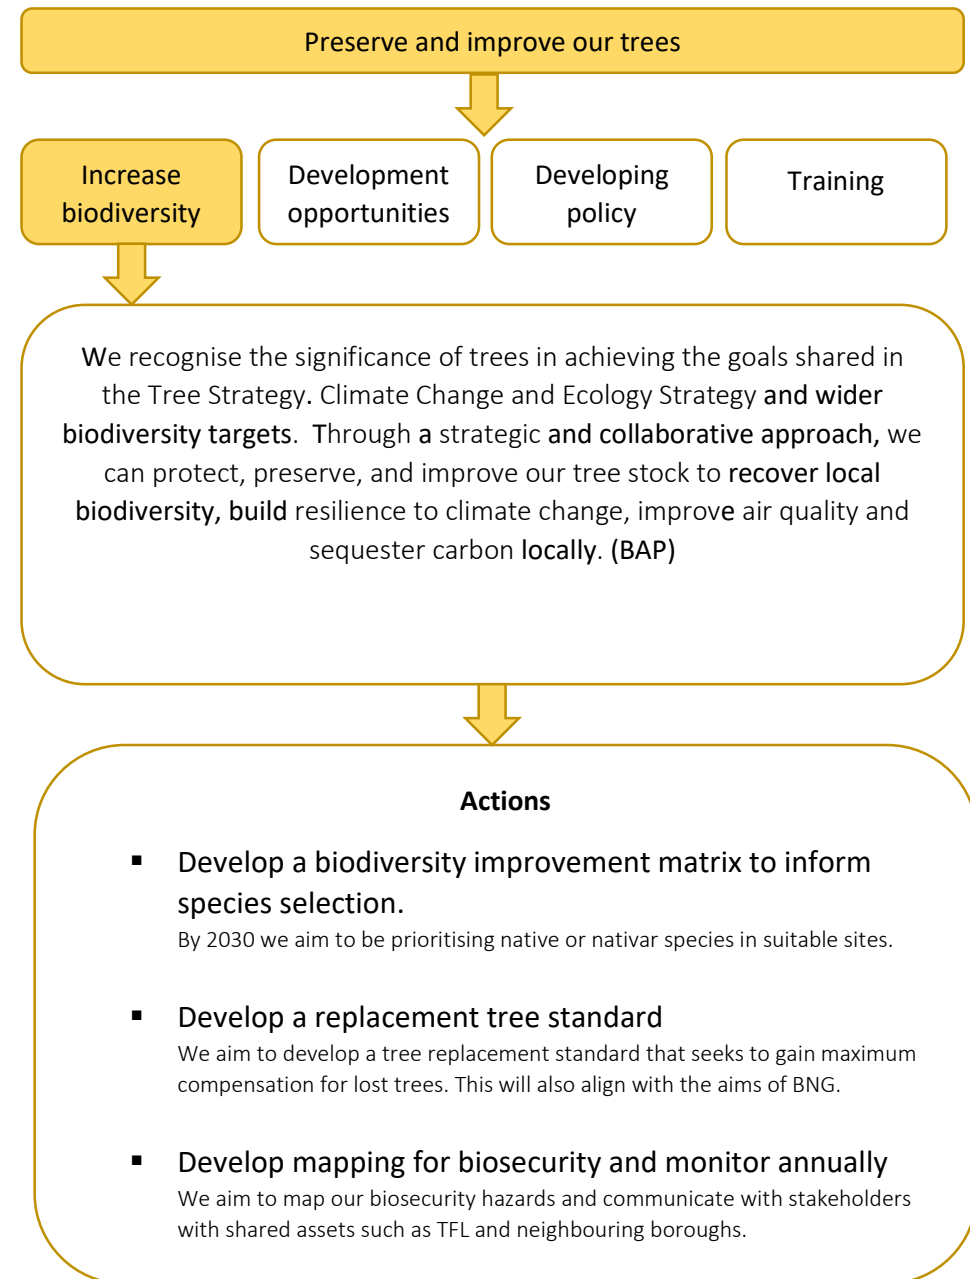 Preserve and improve our trees
Increase
biodiversity
Development
opportunities
Developing
policy
Training
We recognise the significance of trees in achieving the goals shared in
the Tree Strategy. Climate Change and Ecology Strategy and wider
biodiversity targets.  Through a strategic and collaborative approach, we
can protect, preserve, and improve our tree stock to recover local
biodiversity, build resilience to climate change, improve air quality and
sequester carbon locally. (BAP)
Actions
▪ Develop a biodiversity improvement matrix to inform
species selection.
By 2030 we aim to be prioritising native or nativar species in suitable sites.
▪ Develop a replacement tree standard
We aim to develop a tree replacement standard that seeks to gain maximum
compensation for lost trees. This will also align with the aims of BNG.
▪ Develop mapping for biosecurity and monitor annually
We aim to map our biosecurity hazards and communicate with stakeholders
with shared assets such as TFL and neighbouring boroughs.